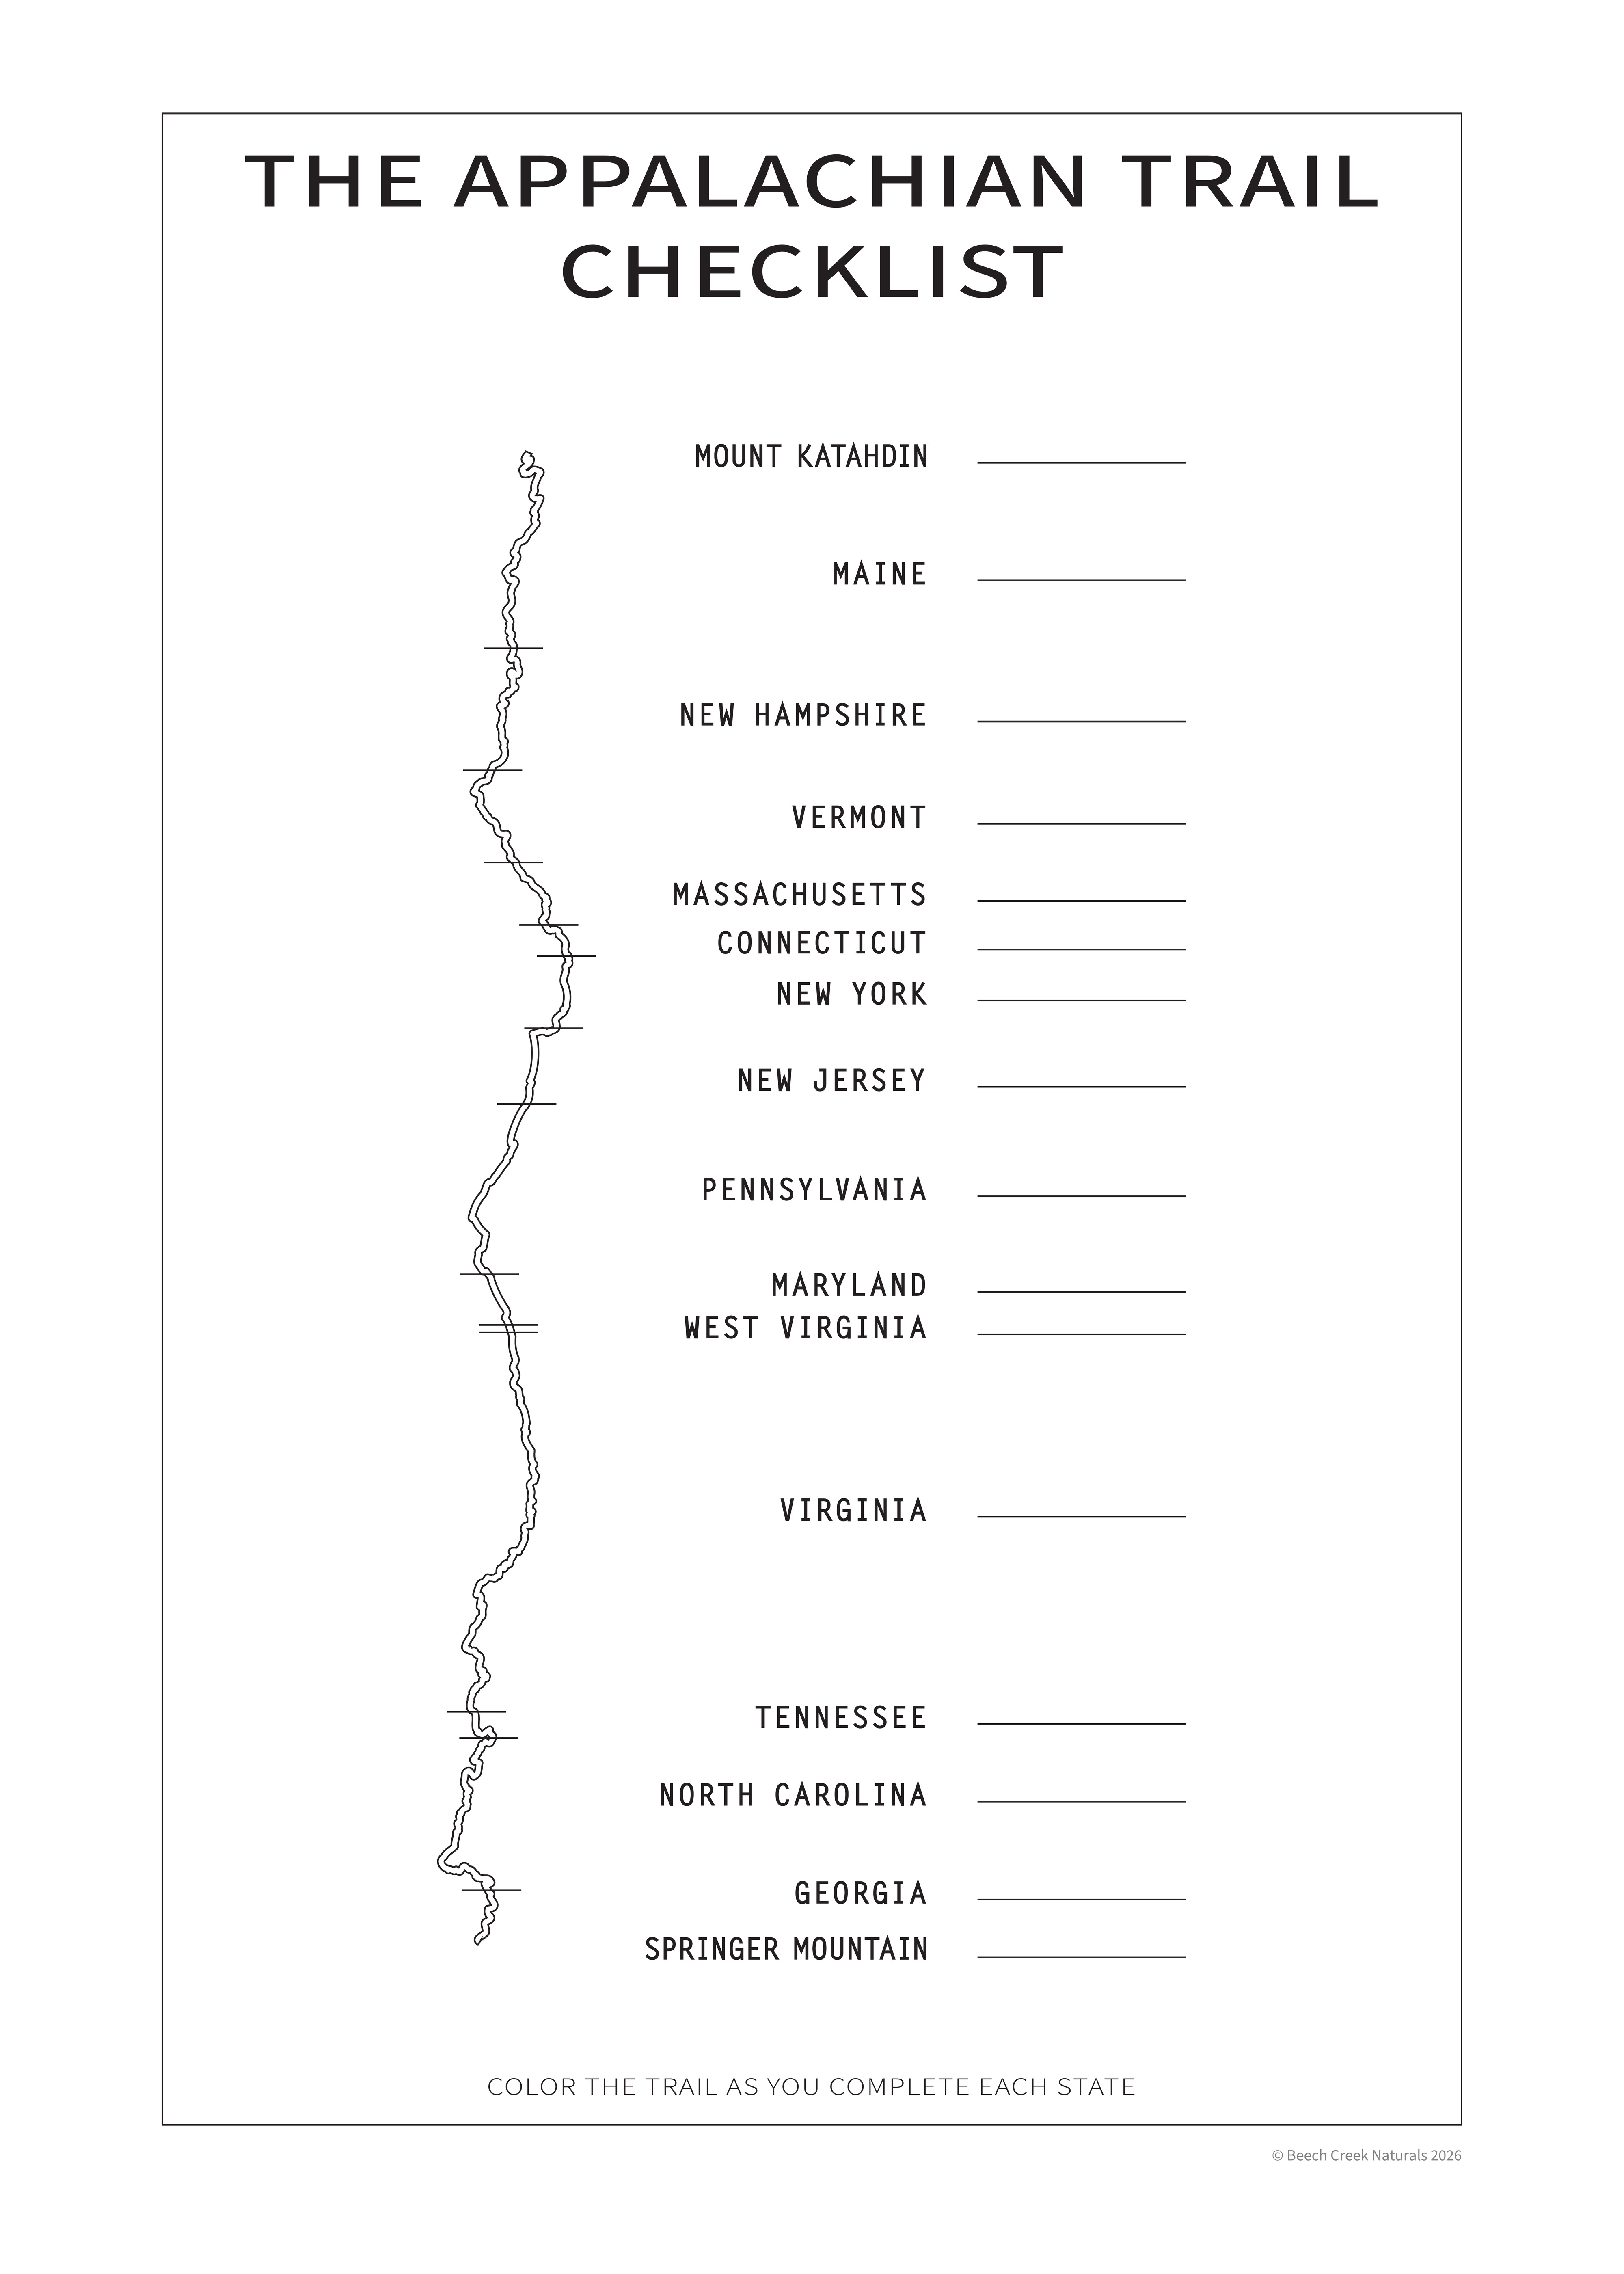 THE APPALACHIAN TRAIL
CHECKLIST
MOUNT KATAHDIN
MAINE
NEW HAMPSHIRE
VERMONT
MASSACHUSETTS
CONNECTICUT
NEW YORK
NEW JERSEY
PENNSYLVANIA
MARYLAND
WEST VIRGINIA
VIRGINIA
TENNESSEE
NORTH CAROLINA
GEORGIA
SPRINGER MOUNTAIN
COLOR THE TRAIL AS YOU COMPLETE EACH STATE
© Beech Creek Naturals 2026